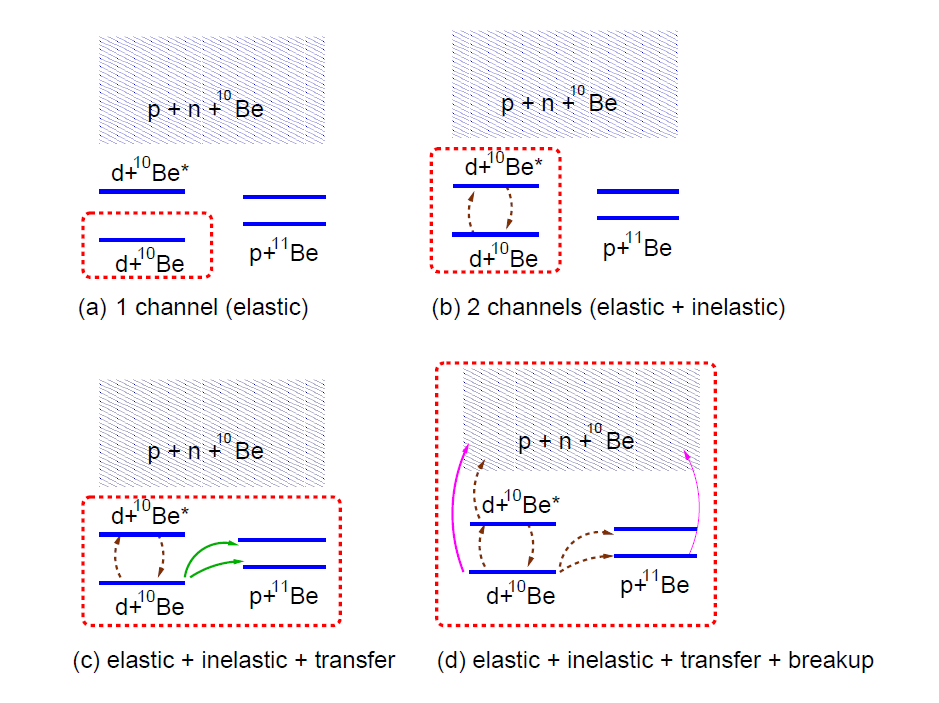 p + n + ¹⁰Be
p + n + ¹⁰Be
d+¹⁰Be*
d+¹⁰Be
p+¹¹Be
d+¹⁰Be*
d+¹⁰Be
p+¹¹Be
(a) 1 channel (elastic)
(b) 2 channels (elastic + inelastic)
p + n + ¹⁰Be
p + n + ¹⁰Be
d+¹⁰Be*
d+¹⁰Be
p+¹¹Be
d+¹⁰Be*
d+¹⁰Be
p+¹¹Be
(c) elastic + inelastic + transfer
(d) elastic + inelastic + transfer + breakup